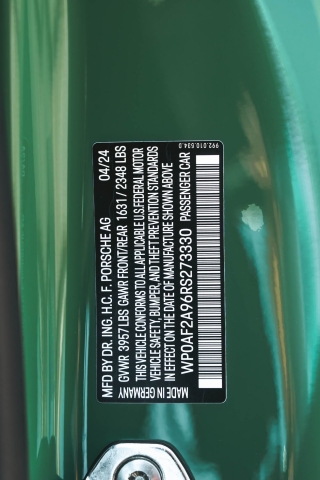 MFD BY DR. ING. H.C. F. PORSCHE AG 04/24
GVWR 3957 LBS GAWR FRONT/REAR 1631 / 2348 LBS
THIS VEHICLE CONFORMS TO ALL APPLICABLE U.S FEDERAL MOTOR
VEHICLE SAFETY, BUMPER, AND THEFT PREVENTION STANDARDS
IN EFFECT ON THE DATE OF MANUFACTURE SHOWN ABOVE
WP0AF2A96RS273330 PASSENGER CAR
MADE IN GERMANY
992.010.534.D